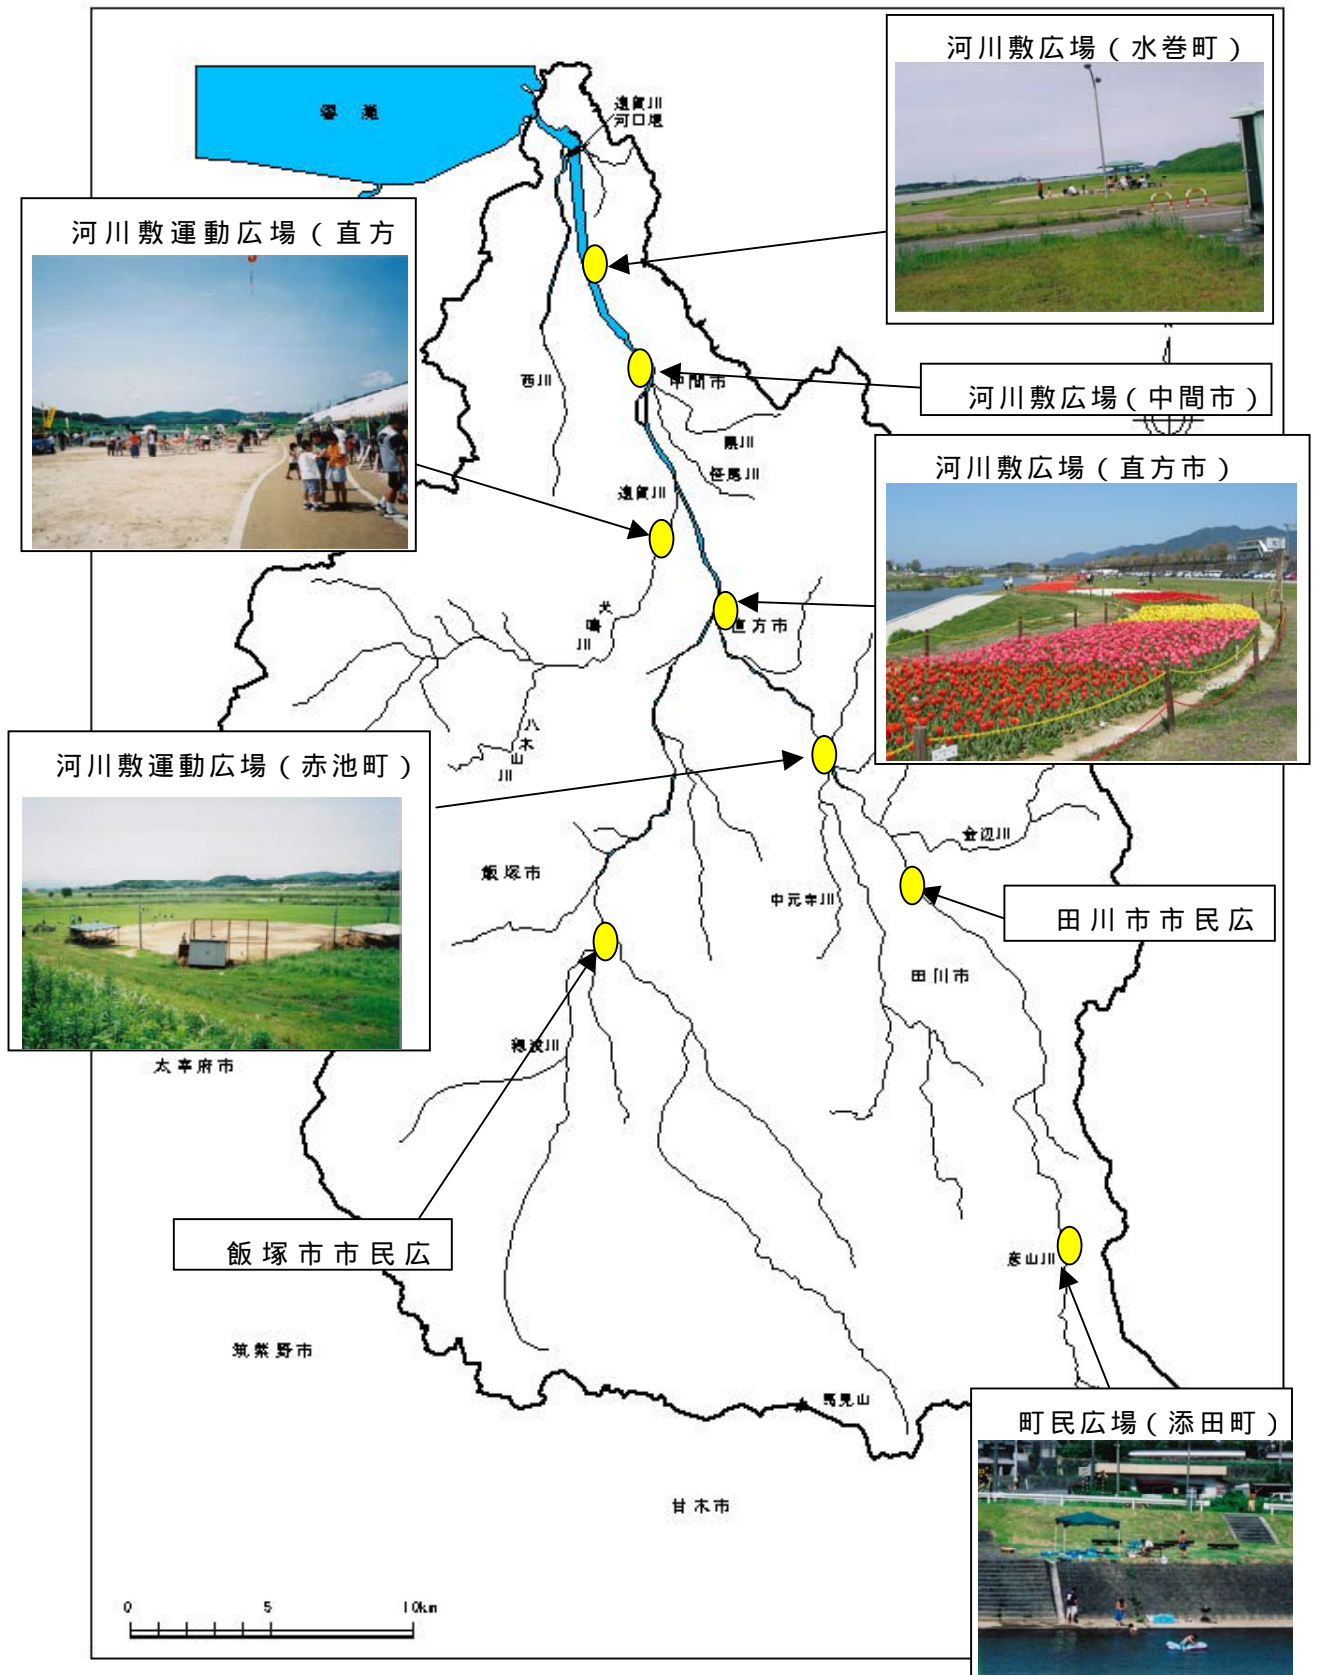 河川敷広場(水巻町)
響灘
遠賀川
河口堰
河川敷運動広場(直方
西川
中間市
河川敷広場(中間市)
黒川
笹尾川
遠賀川
河川敷広場(直方市)
犬鳴川
直方市
八木山川
河川敷運動広場(赤池町)
金辺川
飯塚市
中元寺川
田川市市民広
田川市
穂波川
太宰府市
飯塚市市民広
彦山川
筑紫野市
馬見山
町民広場(添田町)
甘木市
0 5 10km